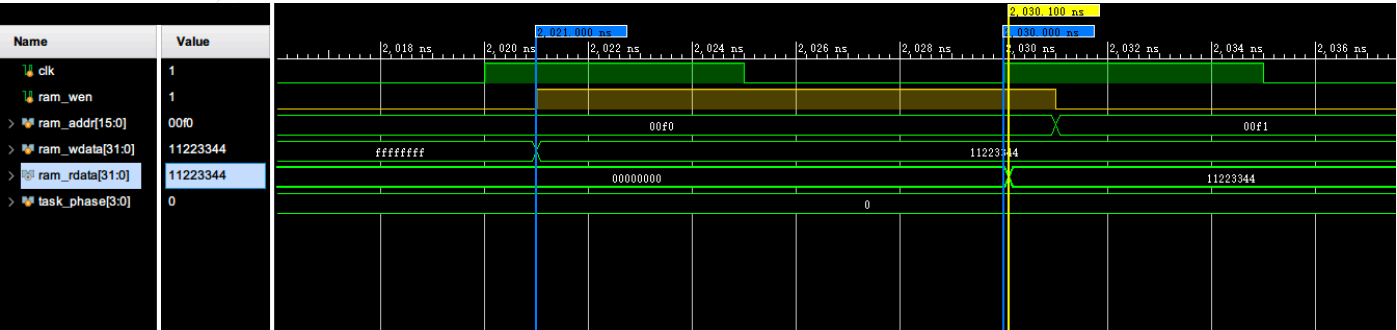 2,030.100 ns
2,021.000 ns 2,030.000 ns
Name Value
2,018 ns 2,020 ns 2,022 ns 2,024 ns 2,026 ns 2,028 ns 2,030 ns 2,032 ns 2,034 ns 2,036 ns
clk 1
ram_wen 1
ram_addr[15:0] 00f0 00f0 00f1
ram_wdata[31:0] 11223344 ffffffff 11223344
ram_rdata[31:0] 11223344 00000000 11223344
task_phase[3:0] 0 0